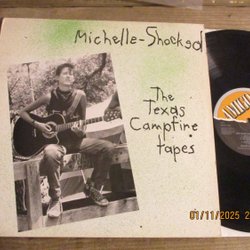 Michelle-Shocked
The
Texas
Campfire
tapes
01/11/2025